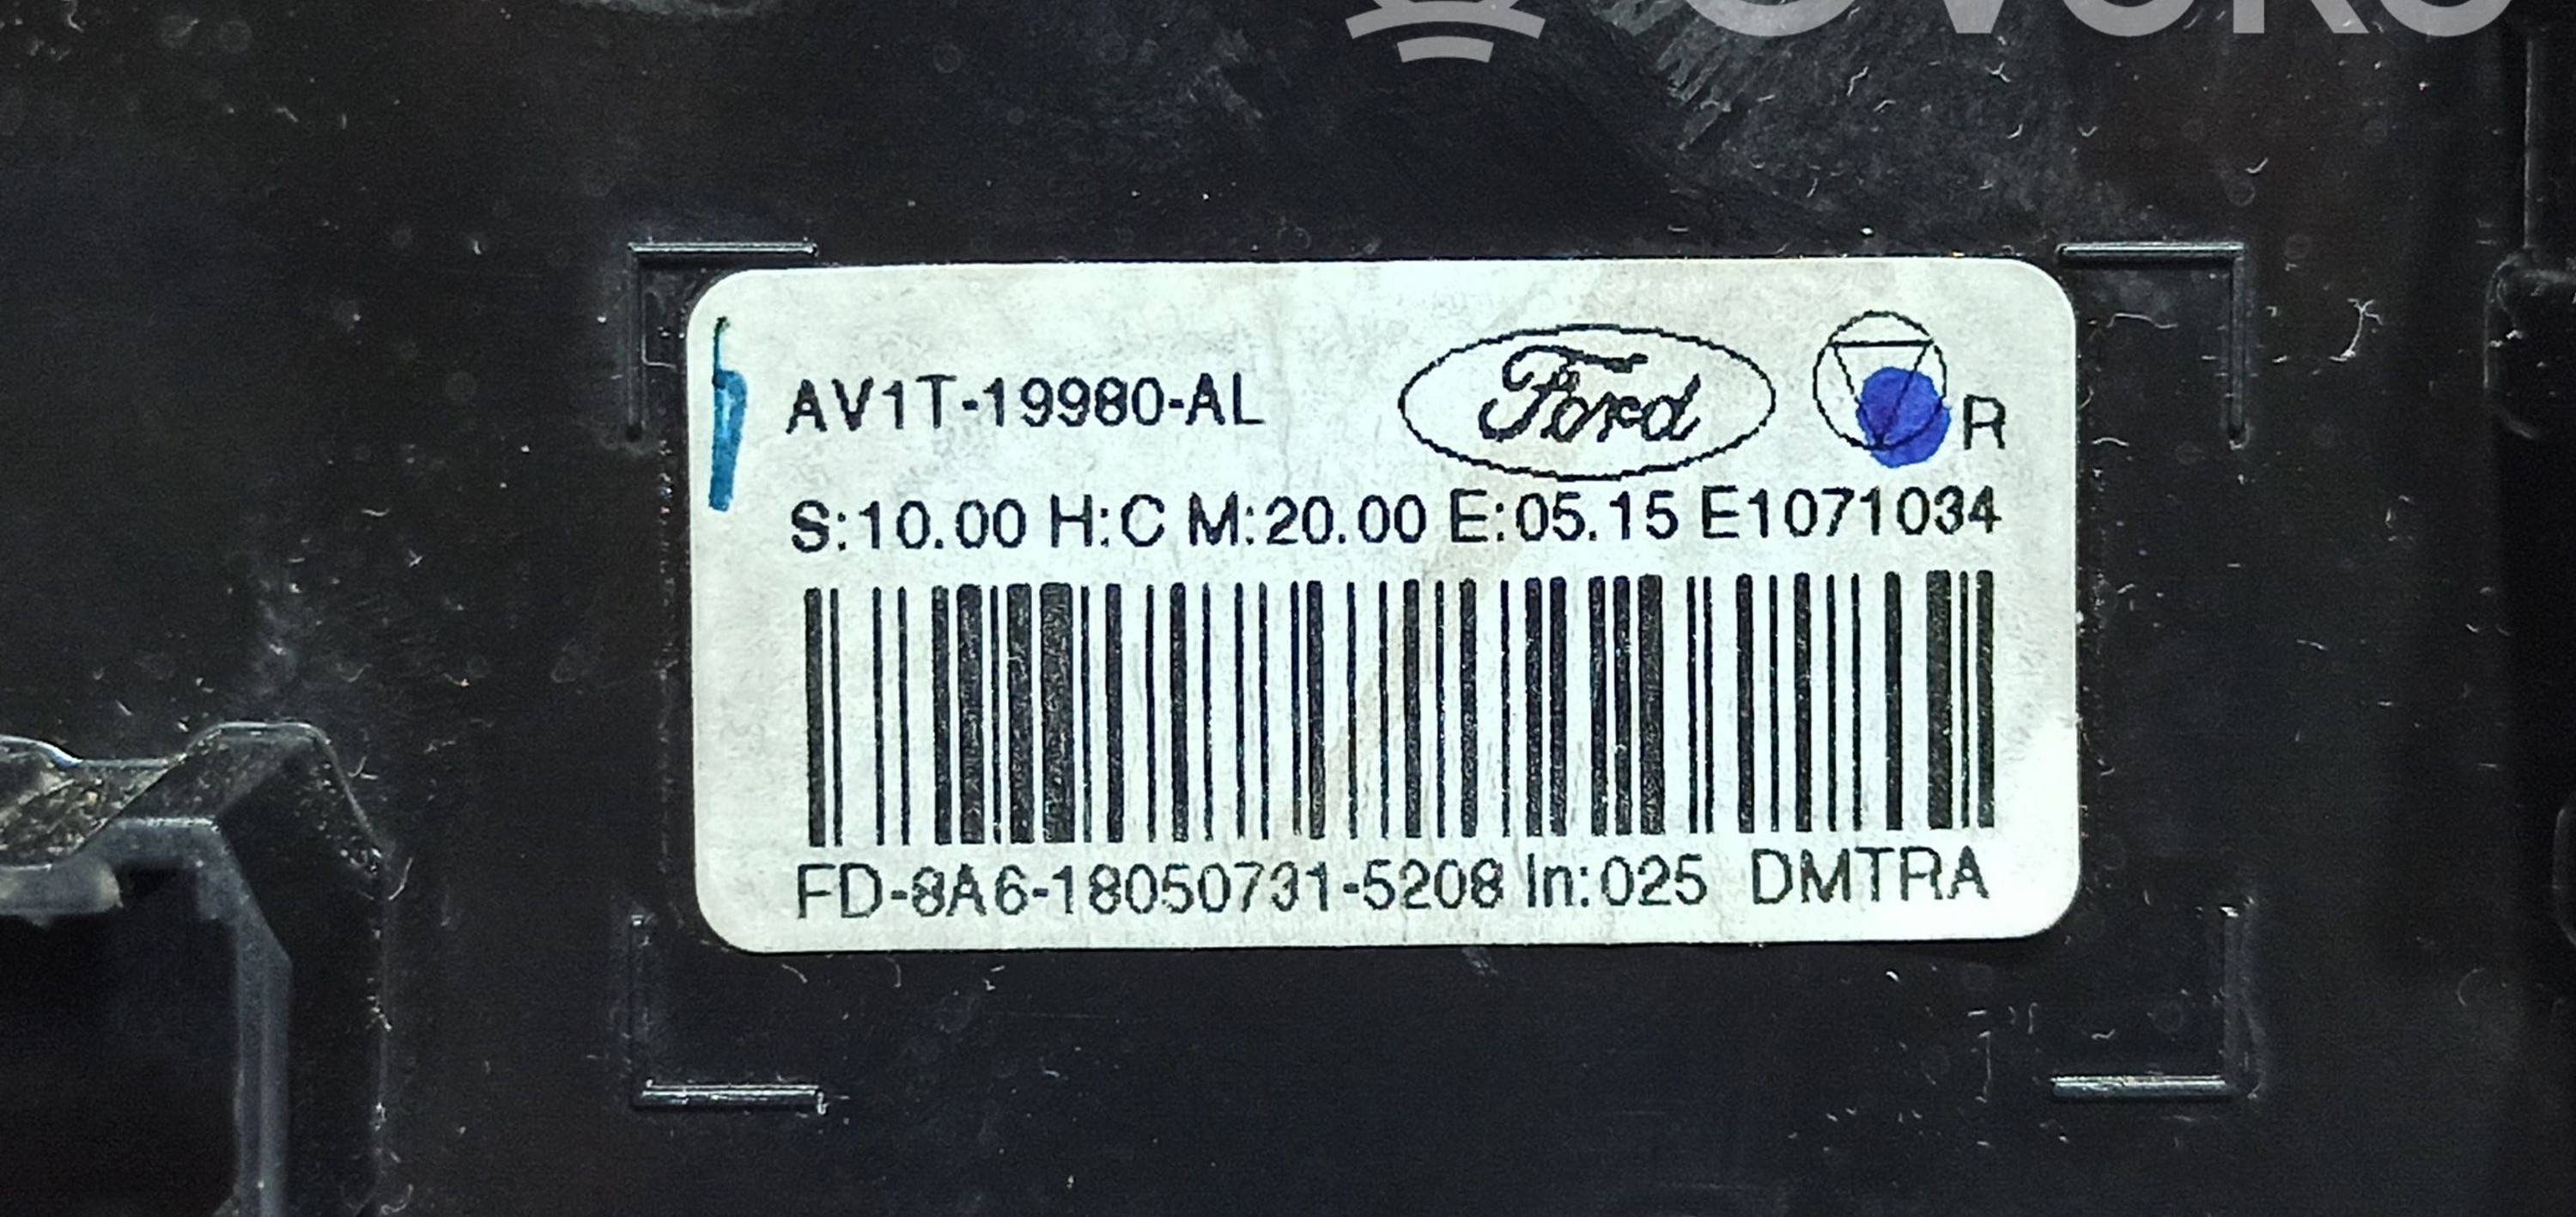 AV1T-19980-AL Ford R
S:10.00 H:C M:20.00 E:05.15 E1071034
FD-8A6-18050731-5208 In:025 DMTRA